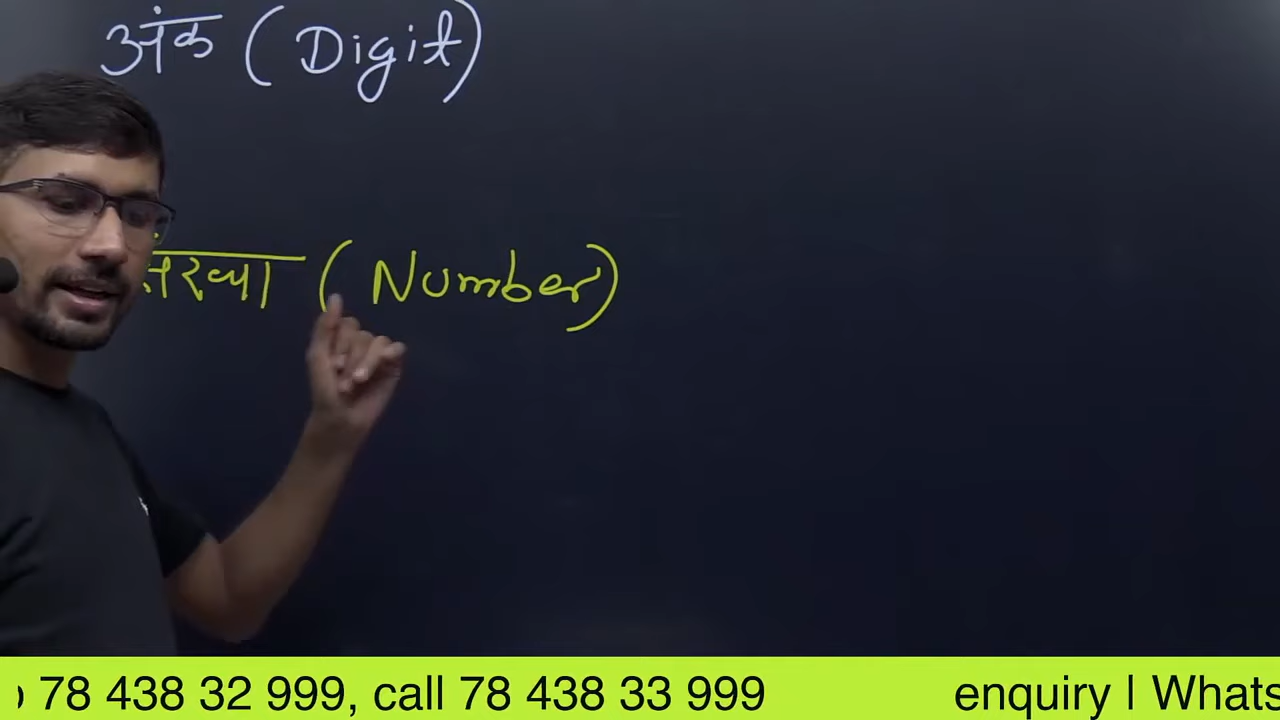 अंक (Digit)
संख्या (Number)
78 438 32 999, call 78 438 33 999 enquiry | Whats